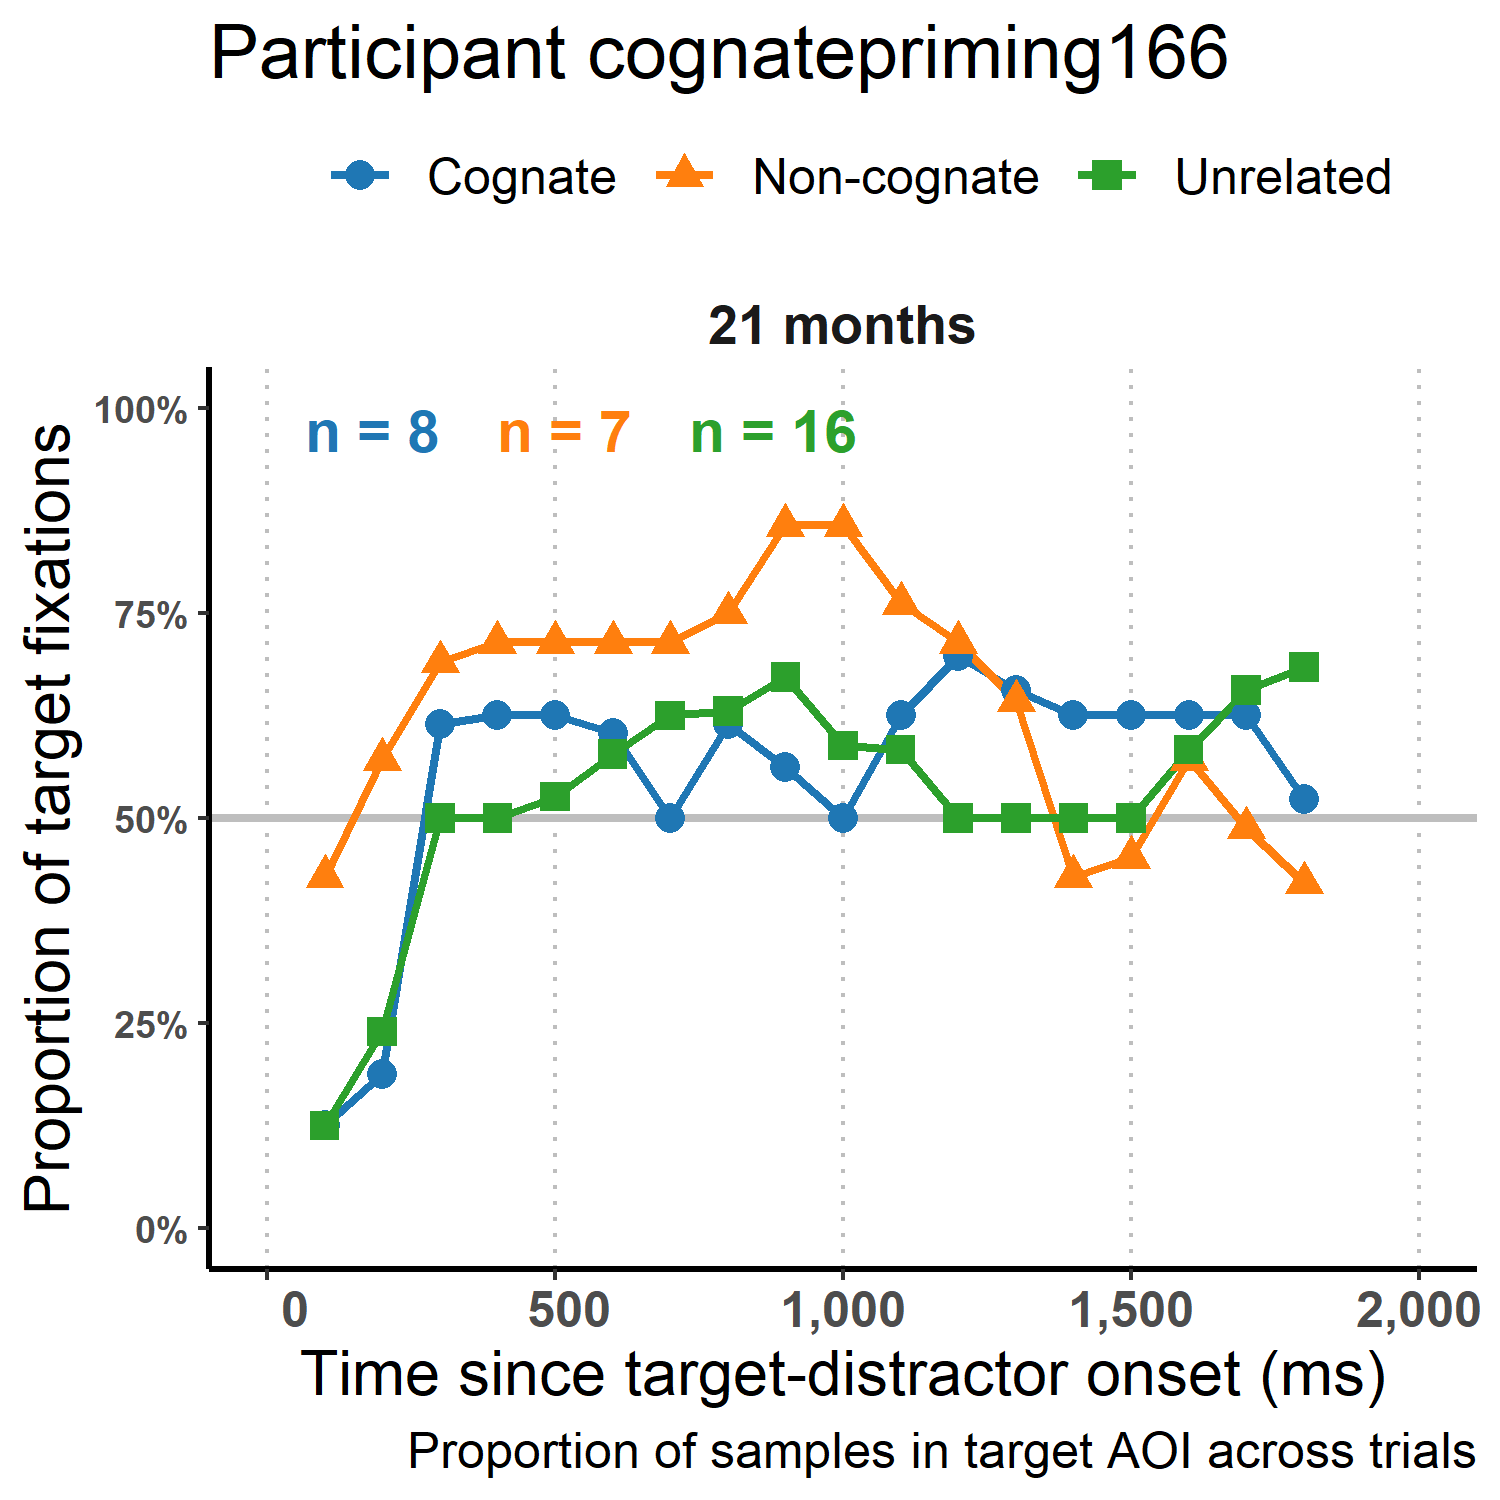 Participant cognatepriming166
Cognate Non-cognate Unrelated
21 months
n = 8 n = 7 n = 16
100%
75%
50%
25%
0%
Proportion of target fixations
0 500 1,000 1,500 2,000
Time since target-distractor onset (ms)
Proportion of samples in target AOI across trials